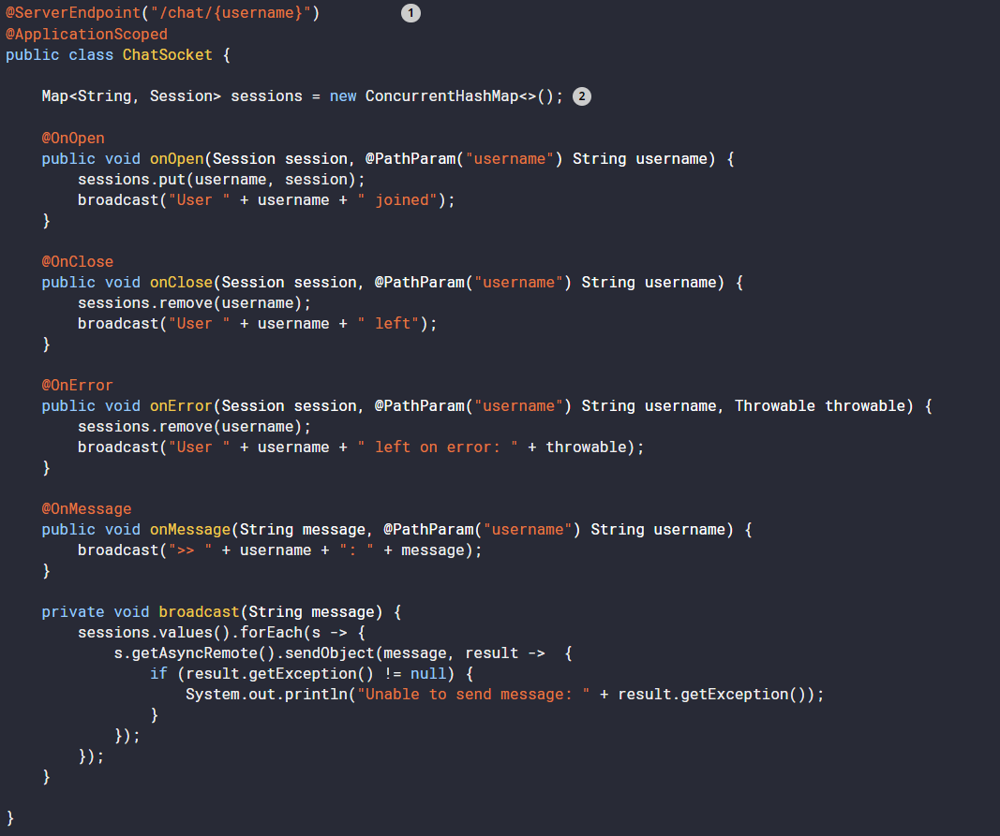 @ServerEndpoint("/chat/{username}") 1
@ApplicationScoped
public class ChatSocket {
    Map<String, Session> sessions = new ConcurrentHashMap<>(); 2
    @OnOpen
    public void onOpen(Session session, @PathParam("username") String username) {
        sessions.put(username, session);
        broadcast("User " + username + " joined");
    }
    @OnClose
    public void onClose(Session session, @PathParam("username") String username) {
        sessions.remove(username);
        broadcast("User " + username + " left");
    }
    @OnError
    public void onError(Session session, @PathParam("username") String username, Throwable throwable) {
        sessions.remove(username);
        broadcast("User " + username + " left on error: " + throwable);
    }
    @OnMessage
    public void onMessage(String message, @PathParam("username") String username) {
        broadcast(">> " + username + ": " + message);
    }
    private void broadcast(String message) {
        sessions.values().forEach(s -> {
            s.getAsyncRemote().sendObject(message, result ->  {
                if (result.getException() != null) {
                    System.out.println("Unable to send message: " + result.getException());
                }
            });
        });
    }
}